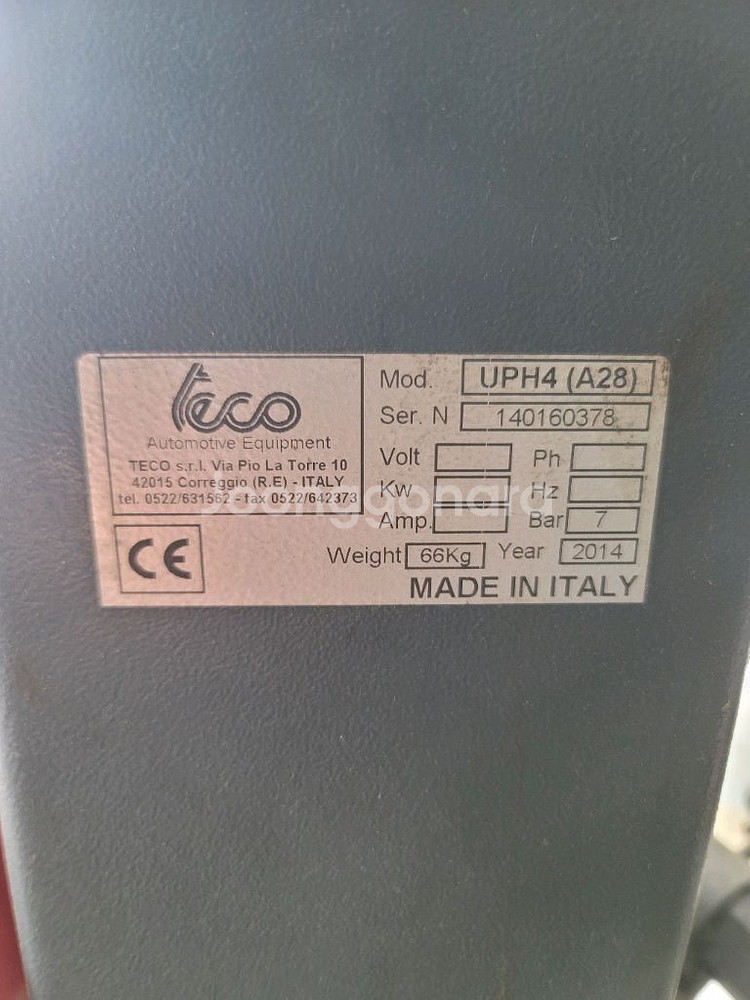 Teco
Automotive Equipment
TECO s.r.l. Via Pio La Torre 10
42015 Correggio (R.E) - ITALY
tel. 0522/631562 - fax 0522/642373
CE
Mod. UPH4 (A28)
Ser. N 140160378
Volt Ph
Kw Hz
Amp. Bar 7
Weight 66Kg Year 2014
MADE IN ITALY
Joonggonara